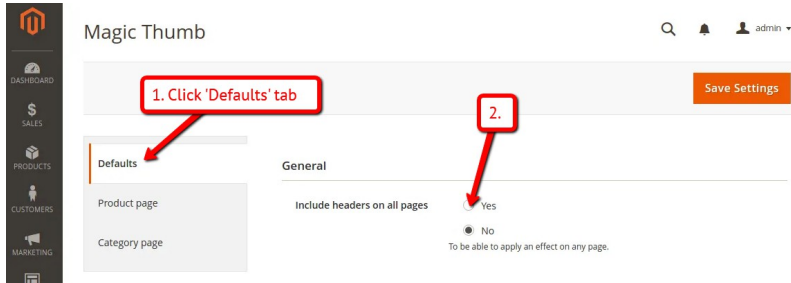 Magic Thumb
admin
DASHBOARD
1. Click 'Defaults' tab
Save Settings
SALES
2.
PRODUCTS
Defaults
General
CUSTOMERS
Product page
Include headers on all pages
Yes
No
MARKETING
Category page
To be able to apply an effect on any page.